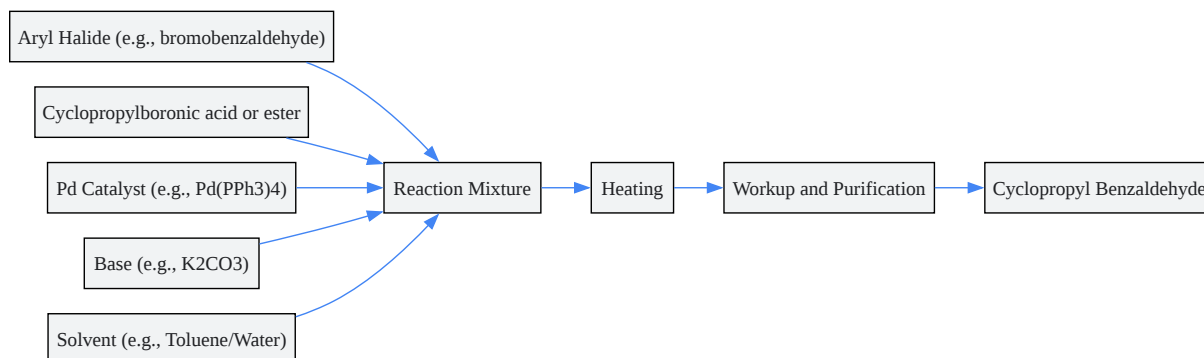 Aryl Halide (e.g., bromobenzaldehyde)
Cyclopropylboronic acid or ester
Pd Catalyst (e.g., Pd(PPh3)4)
Base (e.g., K2CO3)
Solvent (e.g., Toluene/Water)
Reaction Mixture
Heating
Workup and Purification
Cyclopropyl Benzaldehyde